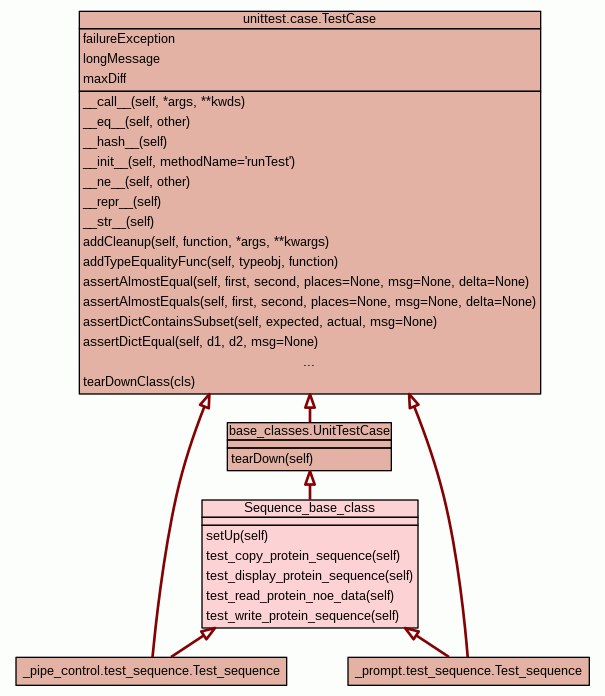 unittest.case.TestCase
failureException
longMessage
maxDiff
__call__(self, *args, **kwds)
__eq__(self, other)
__hash__(self)
__init__(self, methodName='runTest')
__ne__(self, other)
__repr__(self)
__str__(self)
addCleanup(self, function, *args, **kwargs)
addTypeEqualityFunc(self, typeobj, function)
assertAlmostEqual(self, first, second, places=None, msg=None, delta=None)
assertAlmostEquals(self, first, second, places=None, msg=None, delta=None)
assertDictContainsSubset(self, expected, actual, msg=None)
assertDictEqual(self, d1, d2, msg=None)
...
tearDownClass(cls)
base_classes.UnitTestCase
tearDown(self)
Sequence_base_class
setUp(self)
test_copy_protein_sequence(self)
test_display_protein_sequence(self)
test_read_protein_noe_data(self)
test_write_protein_sequence(self)
_pipe_control.test_sequence.Test_sequence
_prompt.test_sequence.Test_sequence